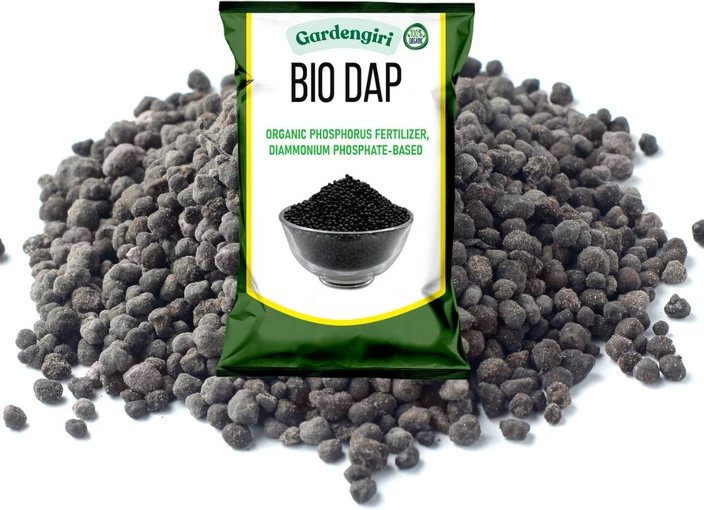 Gardengiri
100%
ORGANIC
BIO DAP
ORGANIC PHOSPHORUS FERTILIZER,
DIAMMONIUM PHOSPHATE-BASED